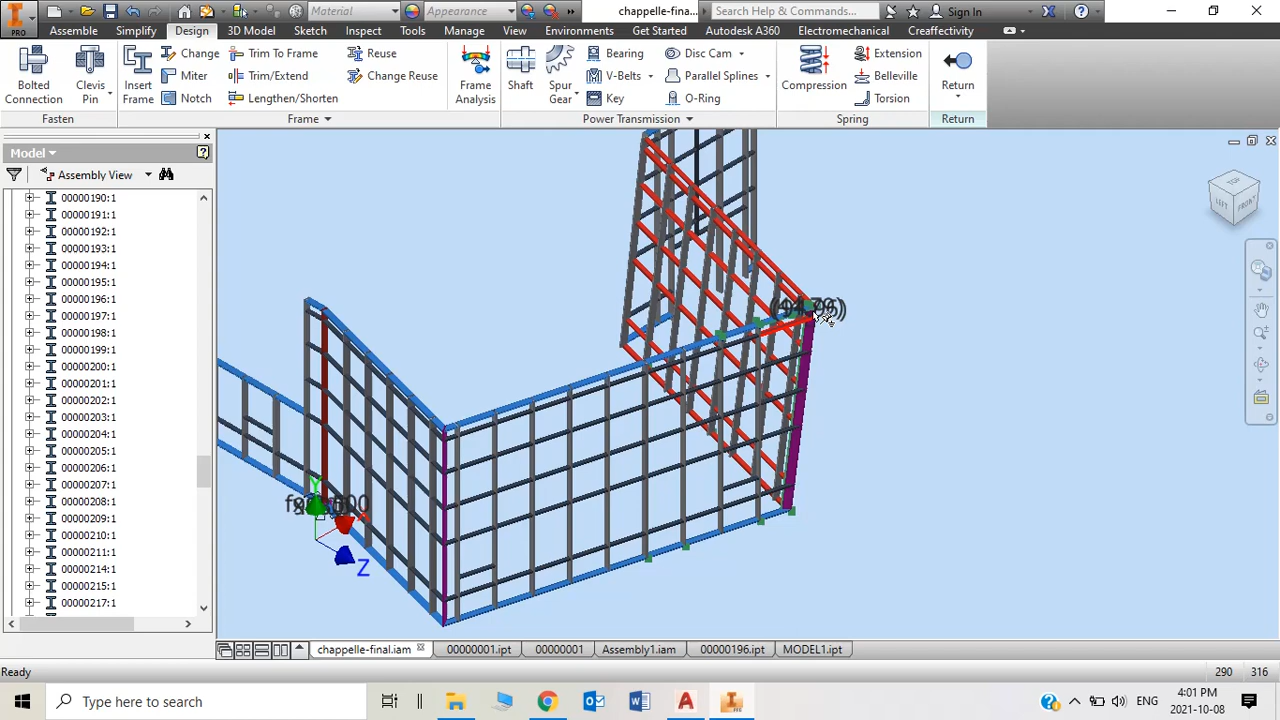 Material
Appearance
chappelle-fina...
Search Help & Commands...
Sign In
PRO
Assemble Simplify Design 3D Model Sketch Inspect Tools Manage View Environments Get Started Autodesk A360 Electromechanical Creaffectivity
Bolted Connection
Clevis Pin
Insert Frame
Change
Miter
Notch
Trim To Frame
Trim/Extend
Lengthen/Shorten
Reuse
Change Reuse
Frame Analysis
Shaft
Spur Gear
Bearing
V-Belts
Key
Disc Cam
Parallel Splines
O-Ring
Compression
Extension
Belleville
Torsion
Return
Fasten Frame Power Transmission Spring Return
Model
Assembly View
00000190:1
00000191:1
00000192:1
00000193:1
00000194:1
00000195:1
00000196:1
00000197:1
00000198:1
00000199:1
00000200:1
00000201:1
00000202:1
00000203:1
00000204:1
00000205:1
00000206:1
00000207:1
00000208:1
00000209:1
00000210:1
00000211:1
00000214:1
00000215:1
00000217:1
TOP
LEFT
FRONT
Y
Z
chappelle-final.iam 00000001.ipt 00000001 Assembly1.iam 00000196.ipt MODEL1.ipt
Ready
290 316
Type here to search
ENG
4:01 PM
2021-10-08